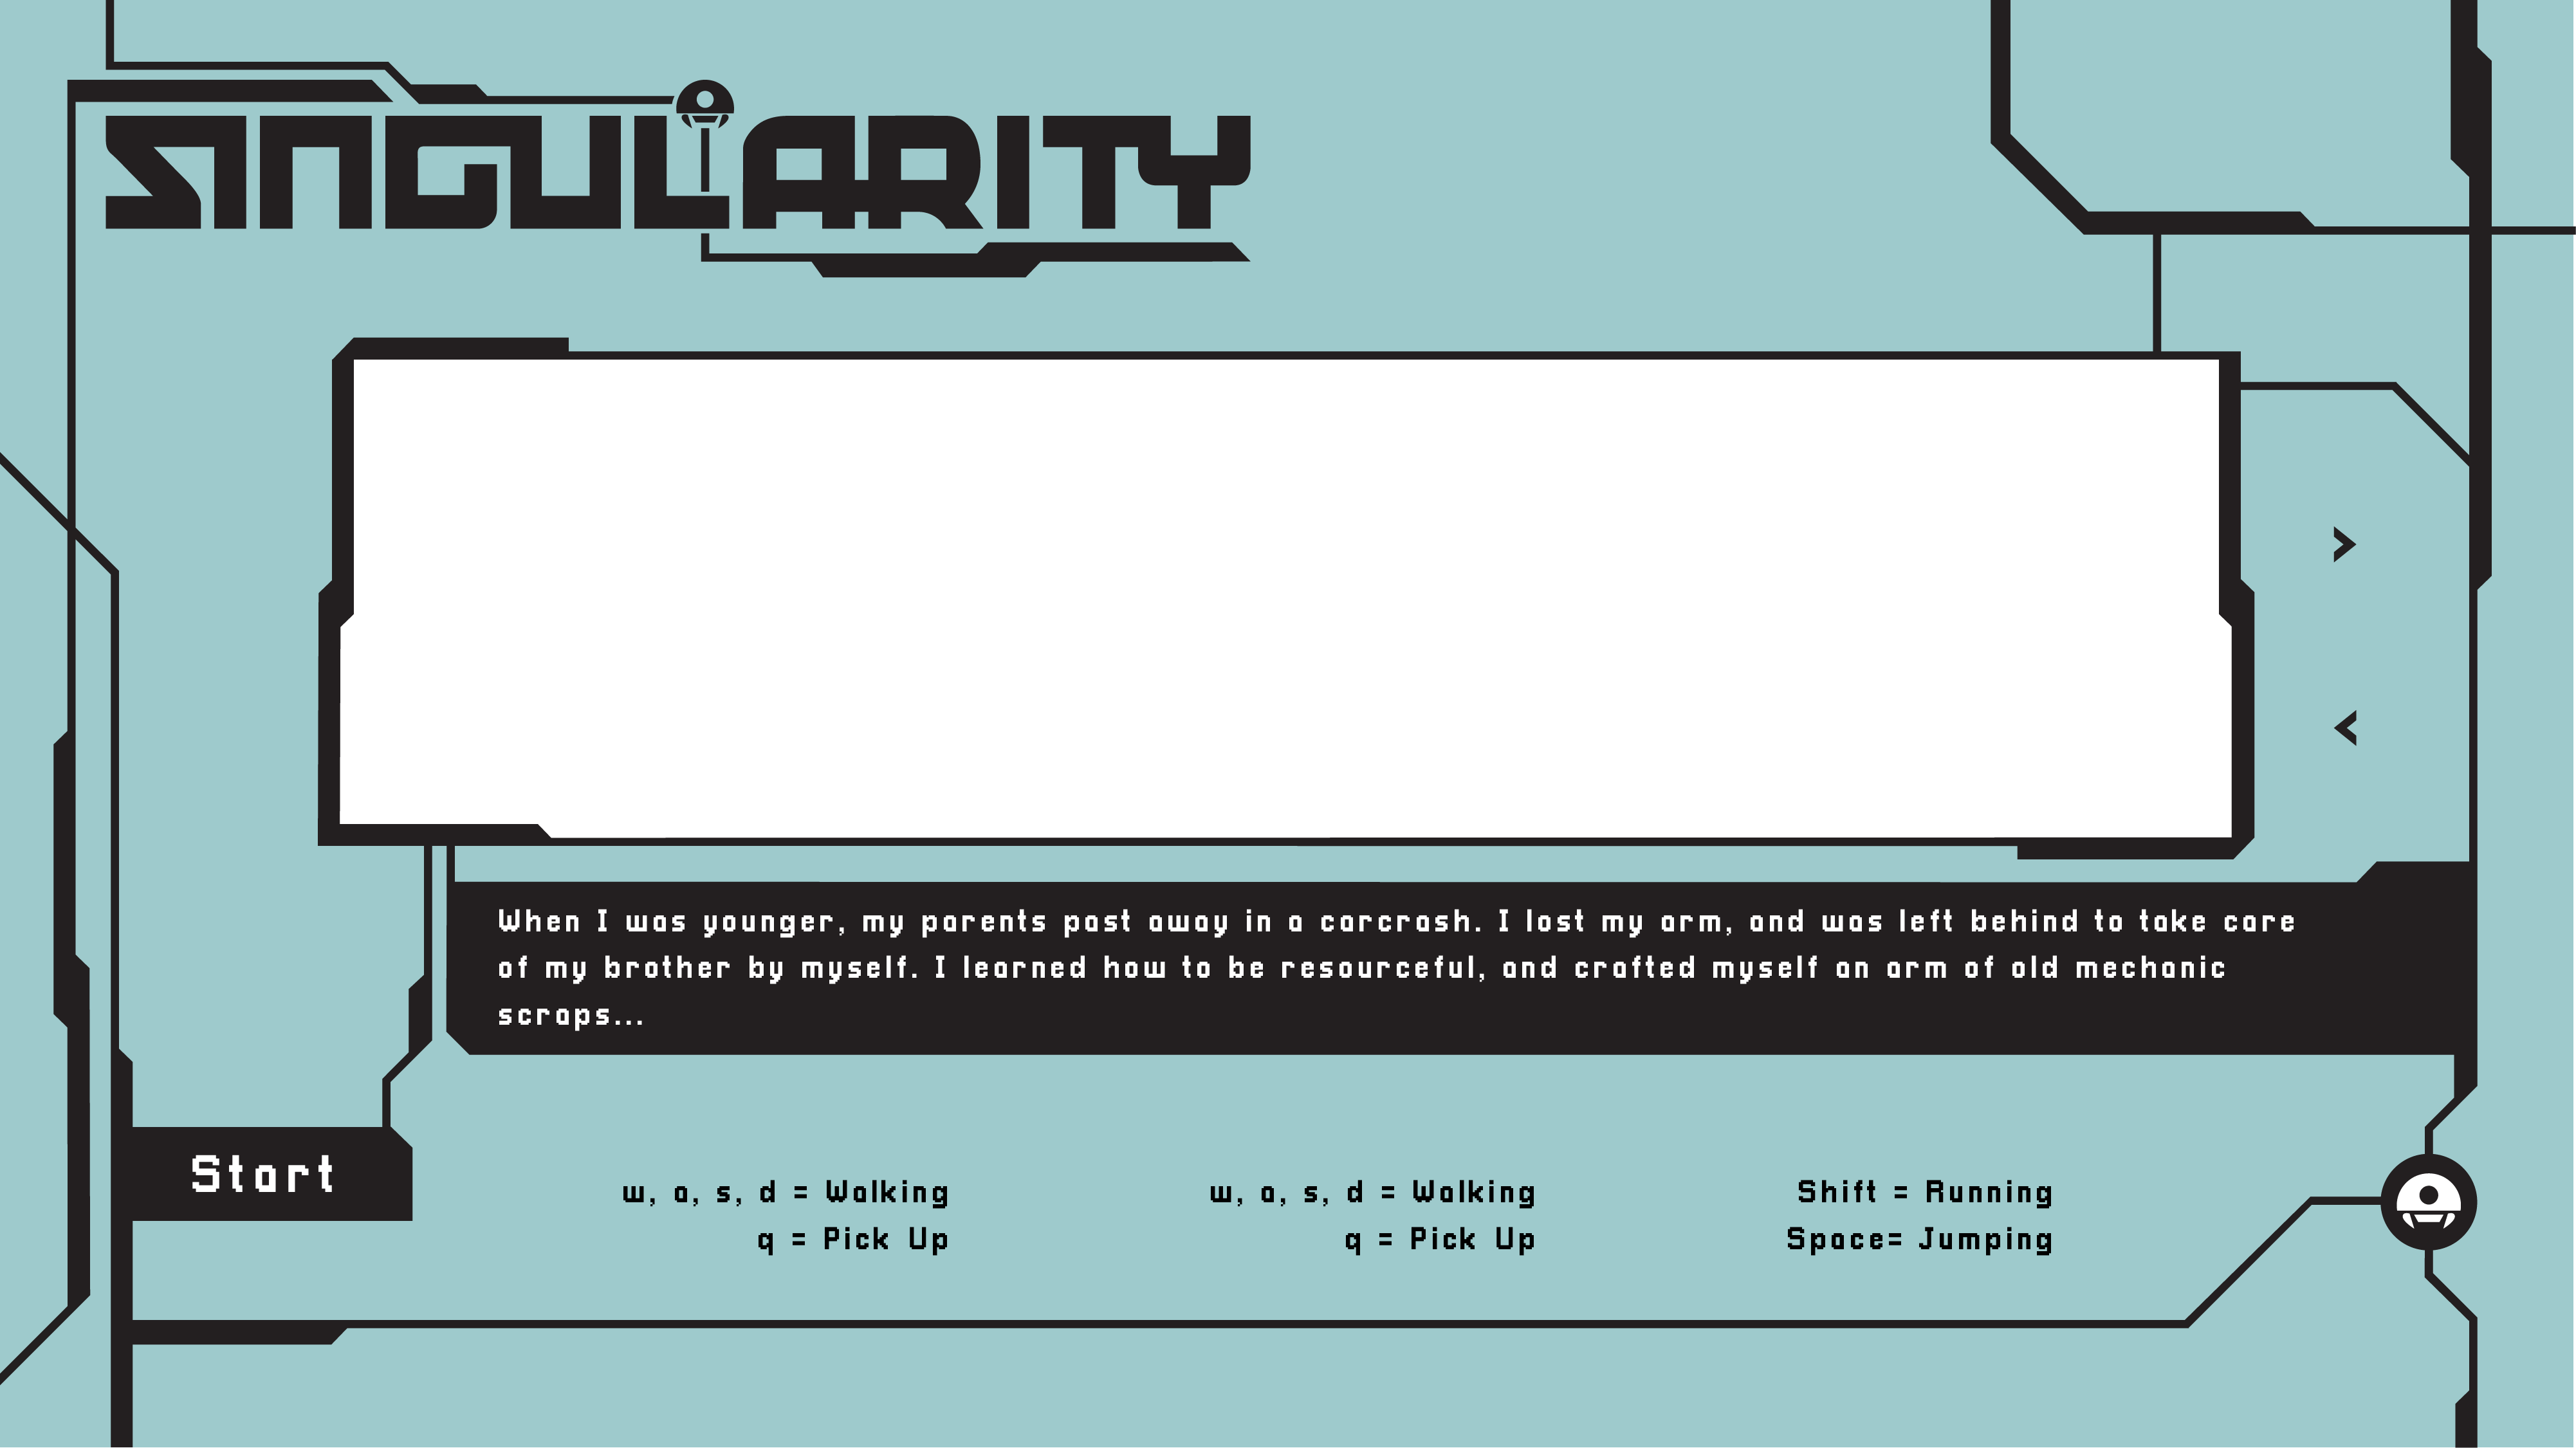 SINGULARITY
>
<
When I was younger, my parents past away in a carcrash. I lost my arm, and was left behind to take care
of my brother by myself. I learned how to be resourceful, and crafted myself an arm of old mechanic
scraps...
Start
w, a, s, d = Walking
q = Pick Up
w, a, s, d = Walking
q = Pick Up
Shift = Running
Space= Jumping